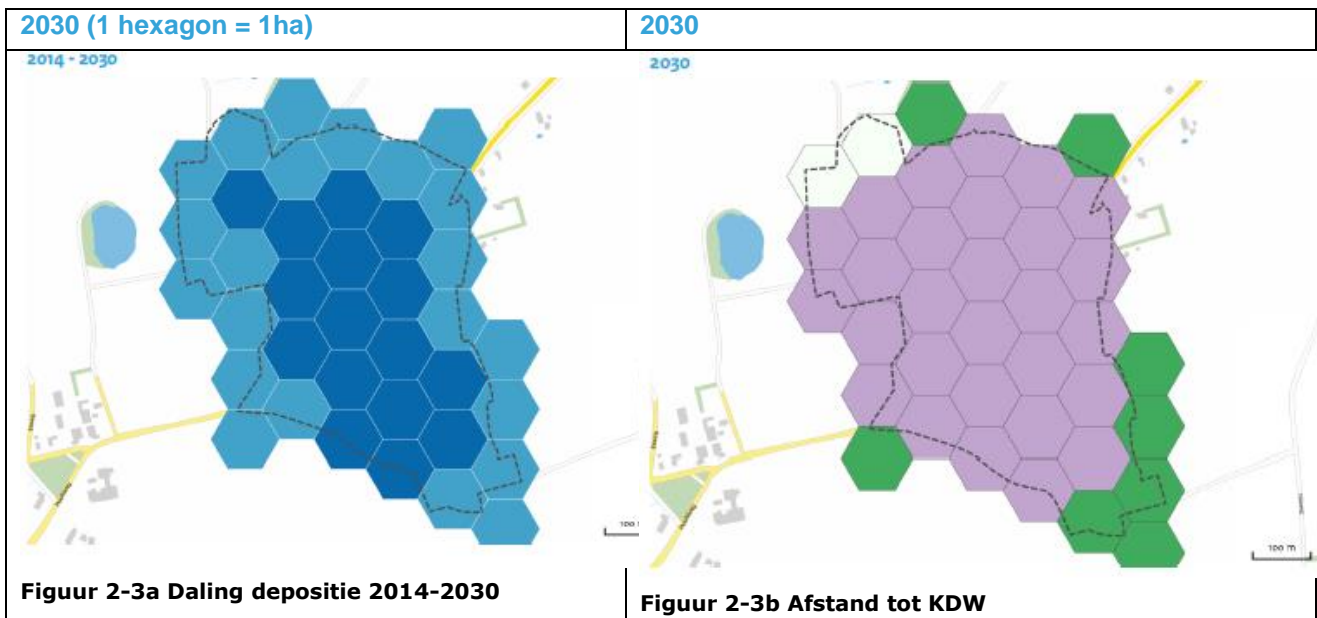 2030 (1 hexagon = 1ha)
2030
2014 - 2030
2030
100
100 m
Figuur 2-3a Daling depositie 2014-2030
Figuur 2-3b Afstand tot KDW